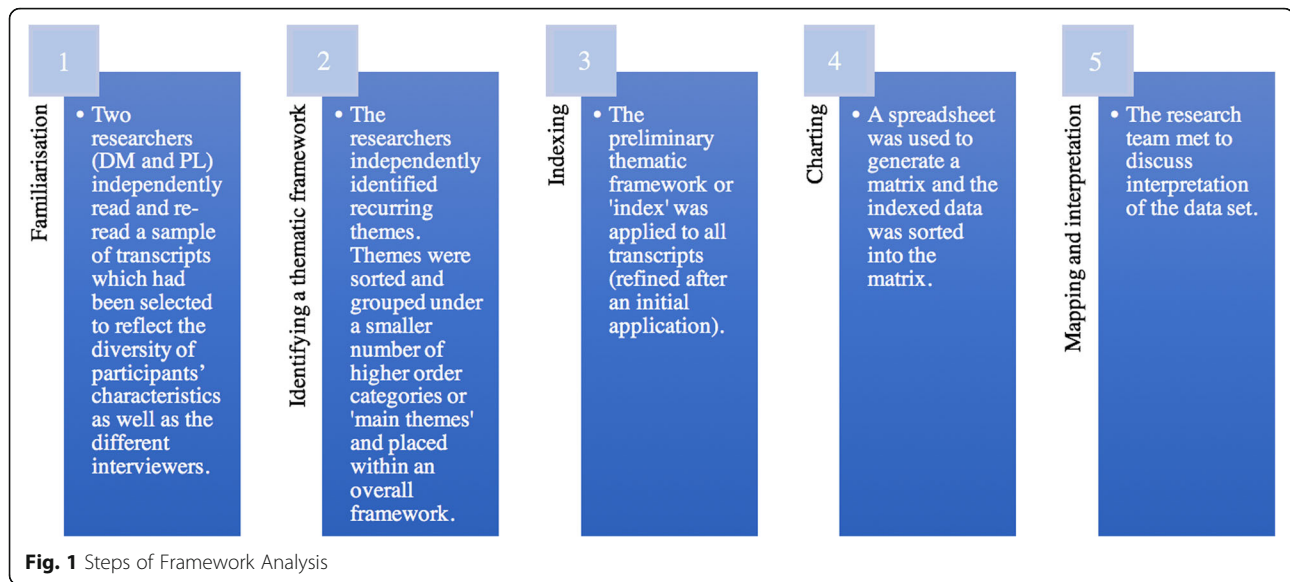 1
Familiarisation
• Two
researchers
(DM and PL)
independently
read and re-
read a sample
of transcripts
which had
been selected
to reflect the
diversity of
participants’
characteristics
as well as the
different
interviewers.
2
Identifying a thematic framework
• The
researchers
independently
identified
recurring
themes.
Themes were
sorted and
grouped under
a smaller
number of
higher order
categories or
'main themes'
and placed
within an
overall
framework.
3
Indexing
• The
preliminary
thematic
framework or
'index' was
applied to all
transcripts
(refined after
an initial
application).
4
Charting
• A spreadsheet
was used to
generate a
matrix and the
indexed data
was sorted
into the
matrix.
5
Mapping and interpretation
• The research
team met to
discuss
interpretation
of the data set.
Fig. 1 Steps of Framework Analysis